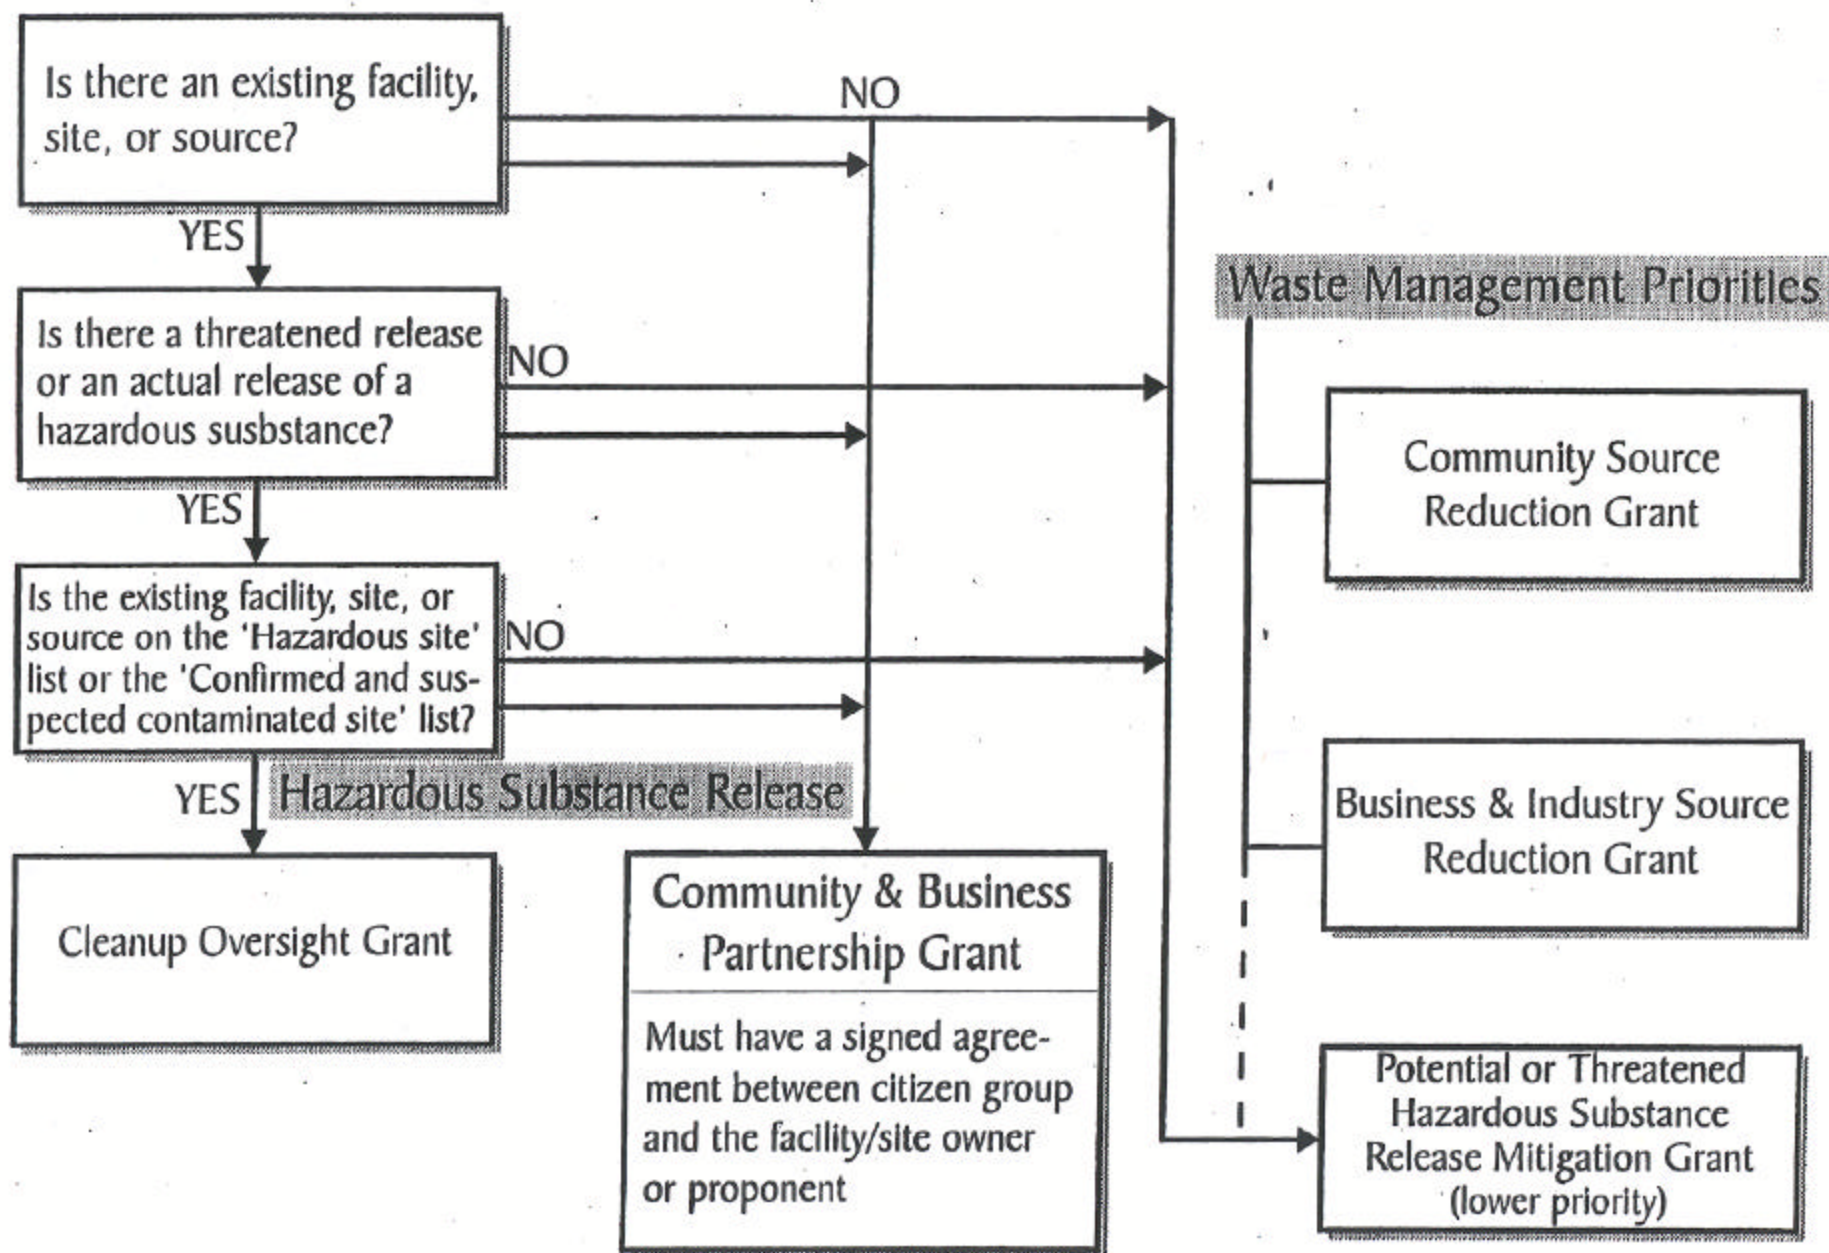 Is there an existing facility,
site, or source?
NO
YES
Is there a threatened release
or an actual release of a
hazardous susbstance?
NO
YES
Is the existing facility, site, or
source on the 'Hazardous site'
list or the 'Confirmed and sus-
pected contaminated site' list?
NO
YES
Hazardous Substance Release
Cleanup Oversight Grant
Community & Business
Partnership Grant
Must have a signed agree-
ment between citizen group
and the facility/site owner
or proponent
Waste Management Priorities
Community Source
Reduction Grant
Business & Industry Source
Reduction Grant
Potential or Threatened
Hazardous Substance
Release Mitigation Grant
(lower priority)